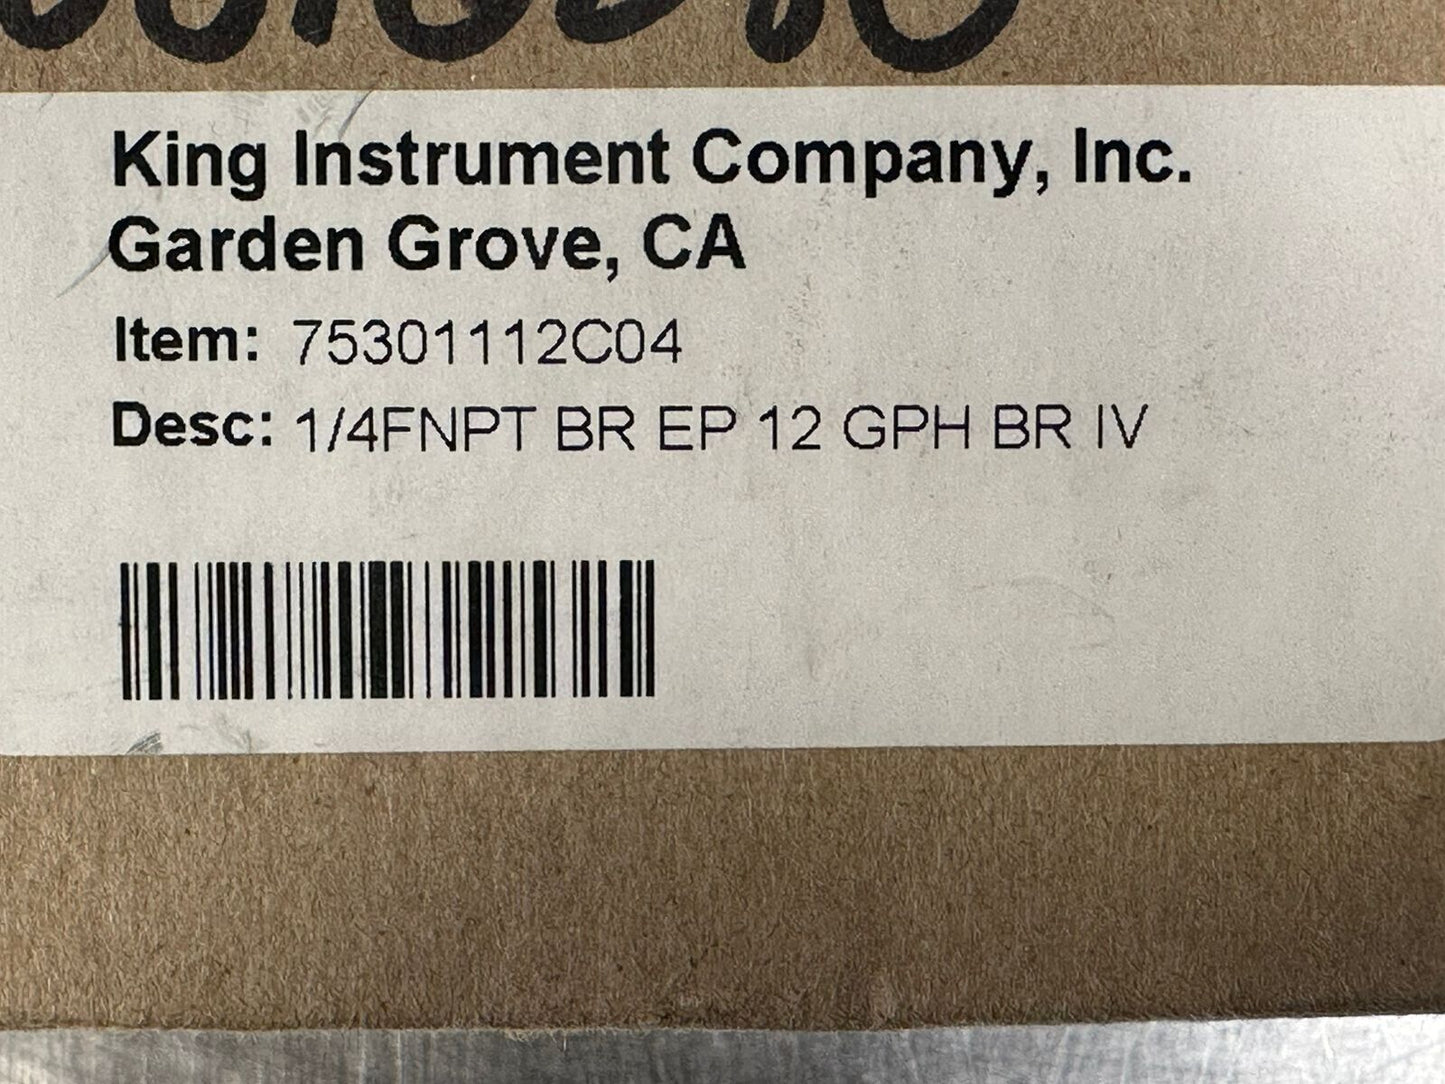 King Instrument Company, Inc.
Garden Grove, CA
Item: 75301112C04
Desc: 1/4FNPT BR EP 12 GPH BR IV